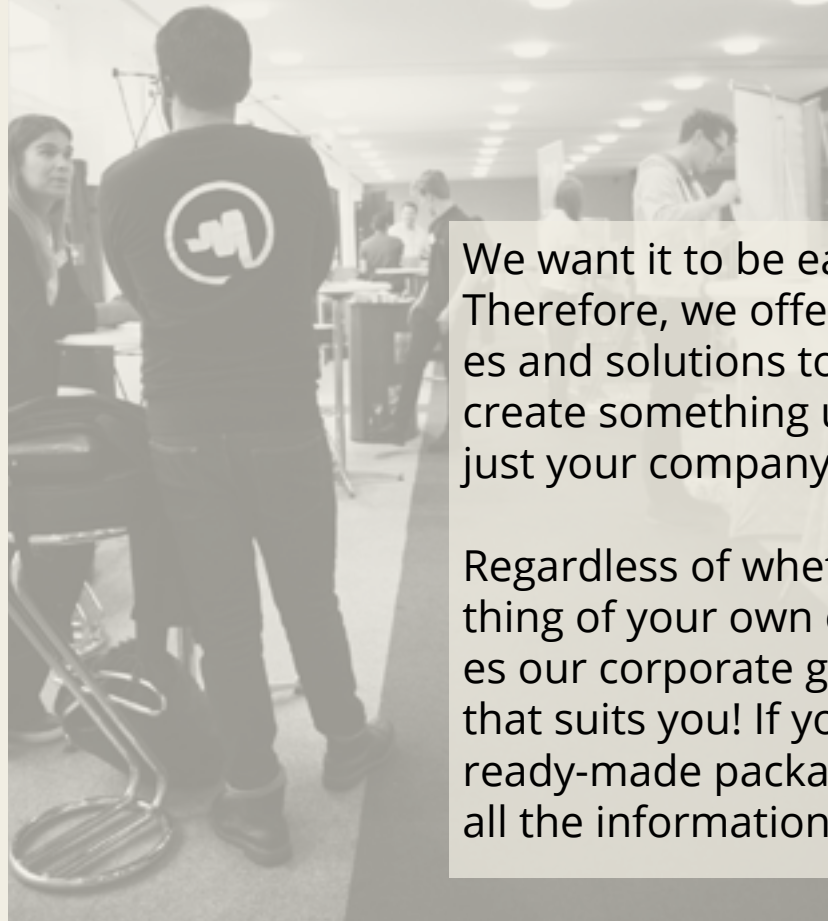 We want it to be ea
Therefore, we offe
es and solutions to
create something
just your company
Regardless of whet
thing of your own
es our corporate g
that suits you! If yo
ready-made packa
all the information